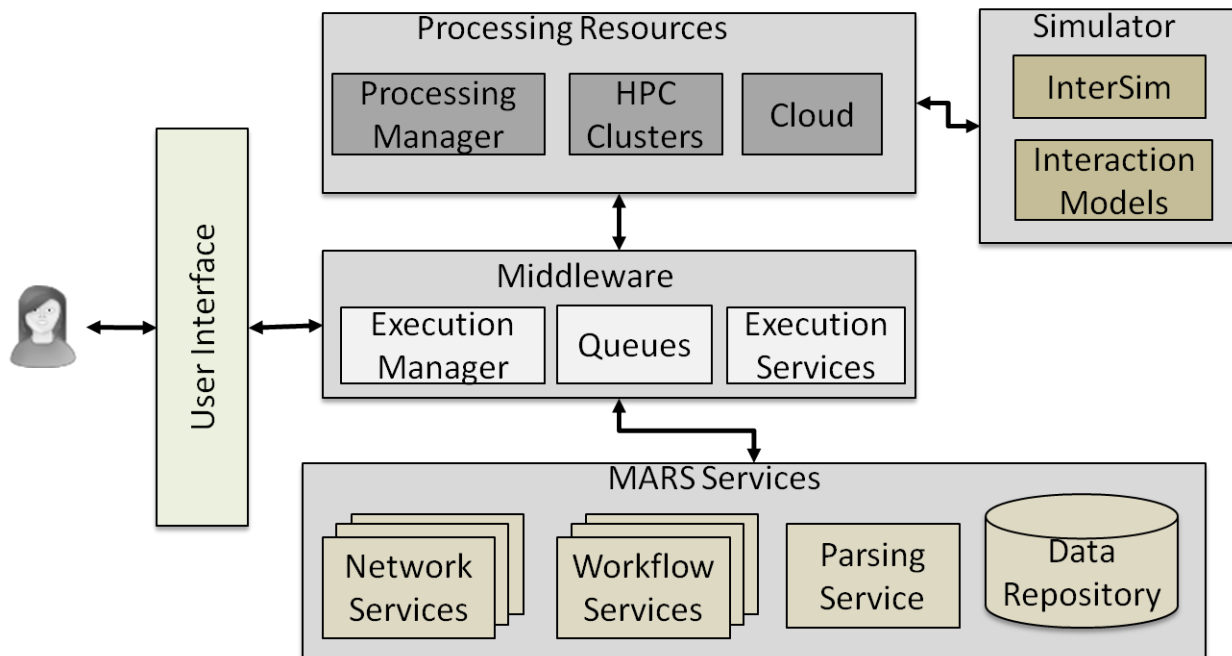 Processing Resources
Processing
Manager
HPC
Clusters
Cloud
Simulator
InterSim
Interaction
Models
User Interface
Middleware
Execution
Manager
Queues
Execution
Services
MARS Services
Network
Services
Workflow
Services
Parsing
Service
Data
Repository